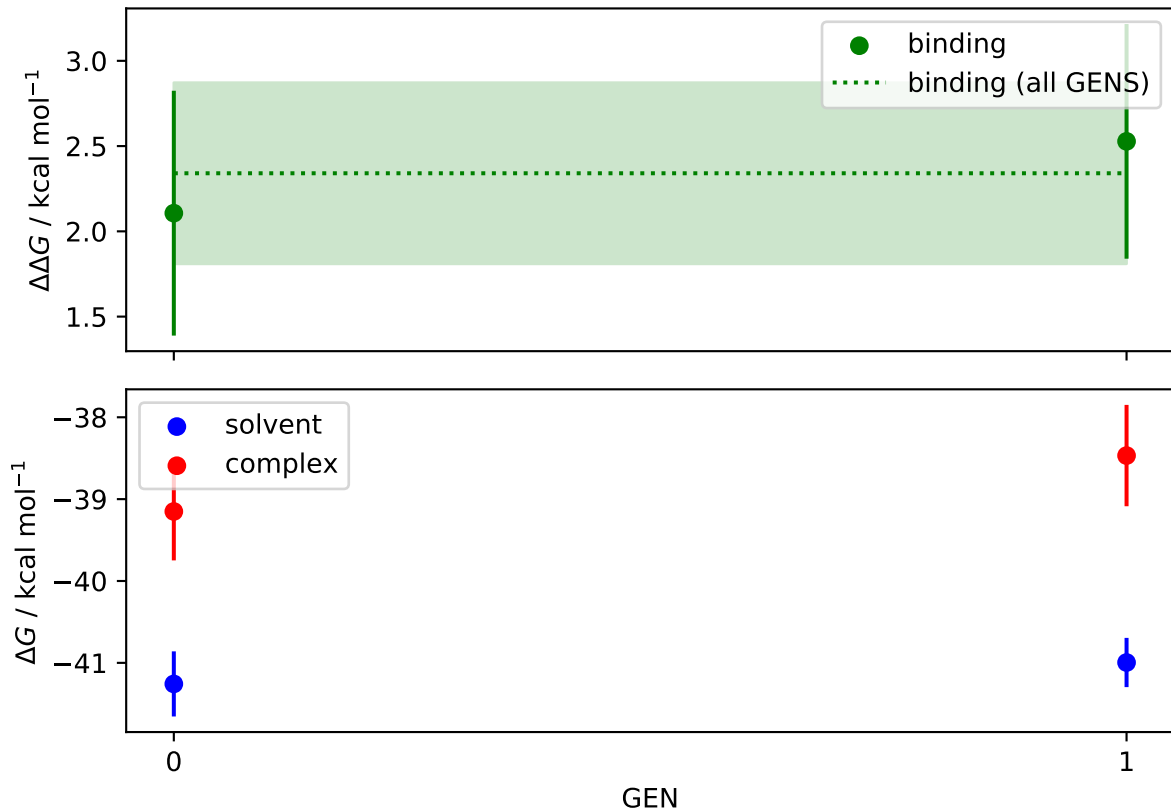 ΔΔG / kcal mol⁻¹
3.0
2.5
2.0
1.5
binding
binding (all GENS)
ΔG / kcal mol⁻¹
−38
−39
−40
−41
solvent
complex
0
1
GEN